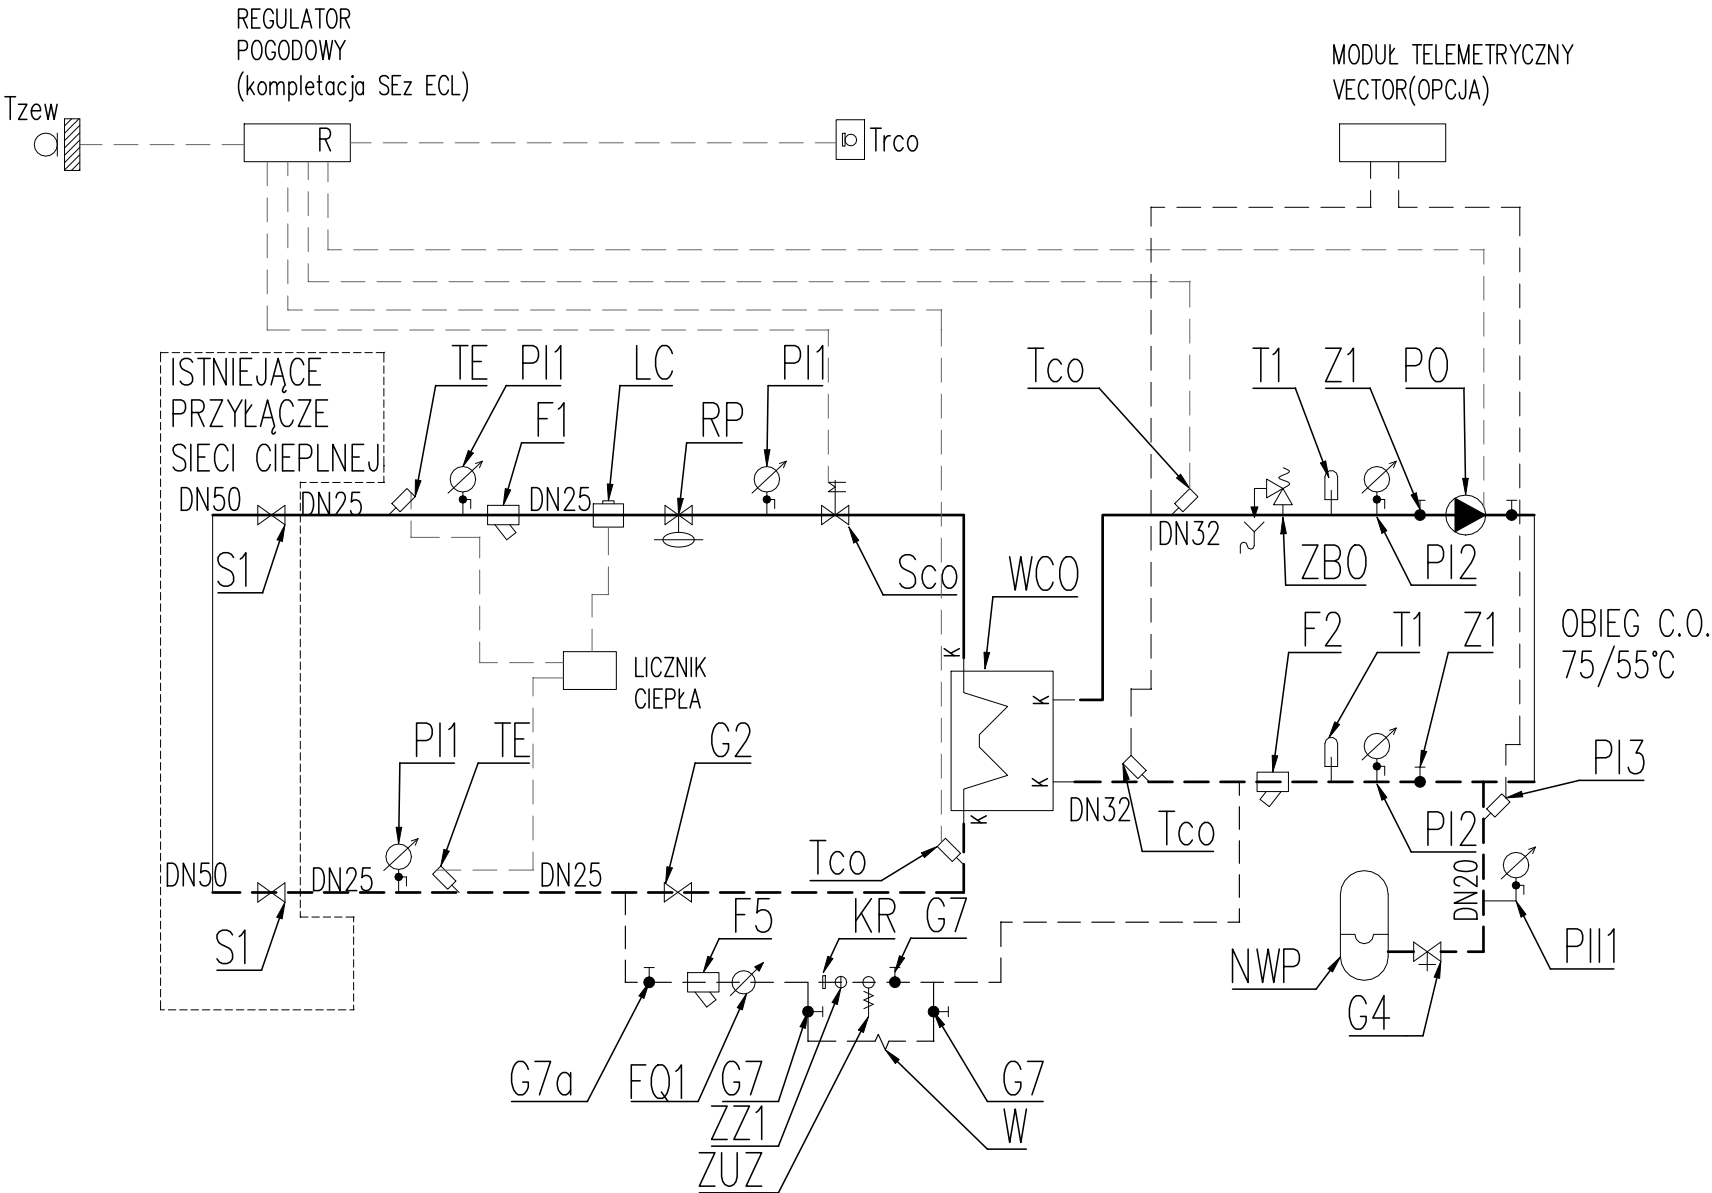 REGULATOR
POGODOWY
(kompletacja SEz ECL)
MODUŁ TELEMETRYCZNY
VECTOR(OPCJA)
Tzew
R
Trco
ISTNIEJĄCE
PRZYŁĄCZE
SIECI CIEPLNEJ
TE
PI1
F1
LC
RP
PI1
Tco
T1
Z1
PO
DN50
DN25
DN25
M
DN32
S1
Sco
WCO
ZBO
PI2
F2
T1
Z1
OBIEG C.O.
75/55°C
K
LICZNIK
CIEPŁA
K
PI1
TE
G2
K
PI3
K
DN32
Tco
PI2
Tco
DN50
DN25
DN25
DN20
S1
F5
KR
G7
NWP
PII1
G4
G7a
FQ1
G7
G7
ZZ1
W
ZUZ